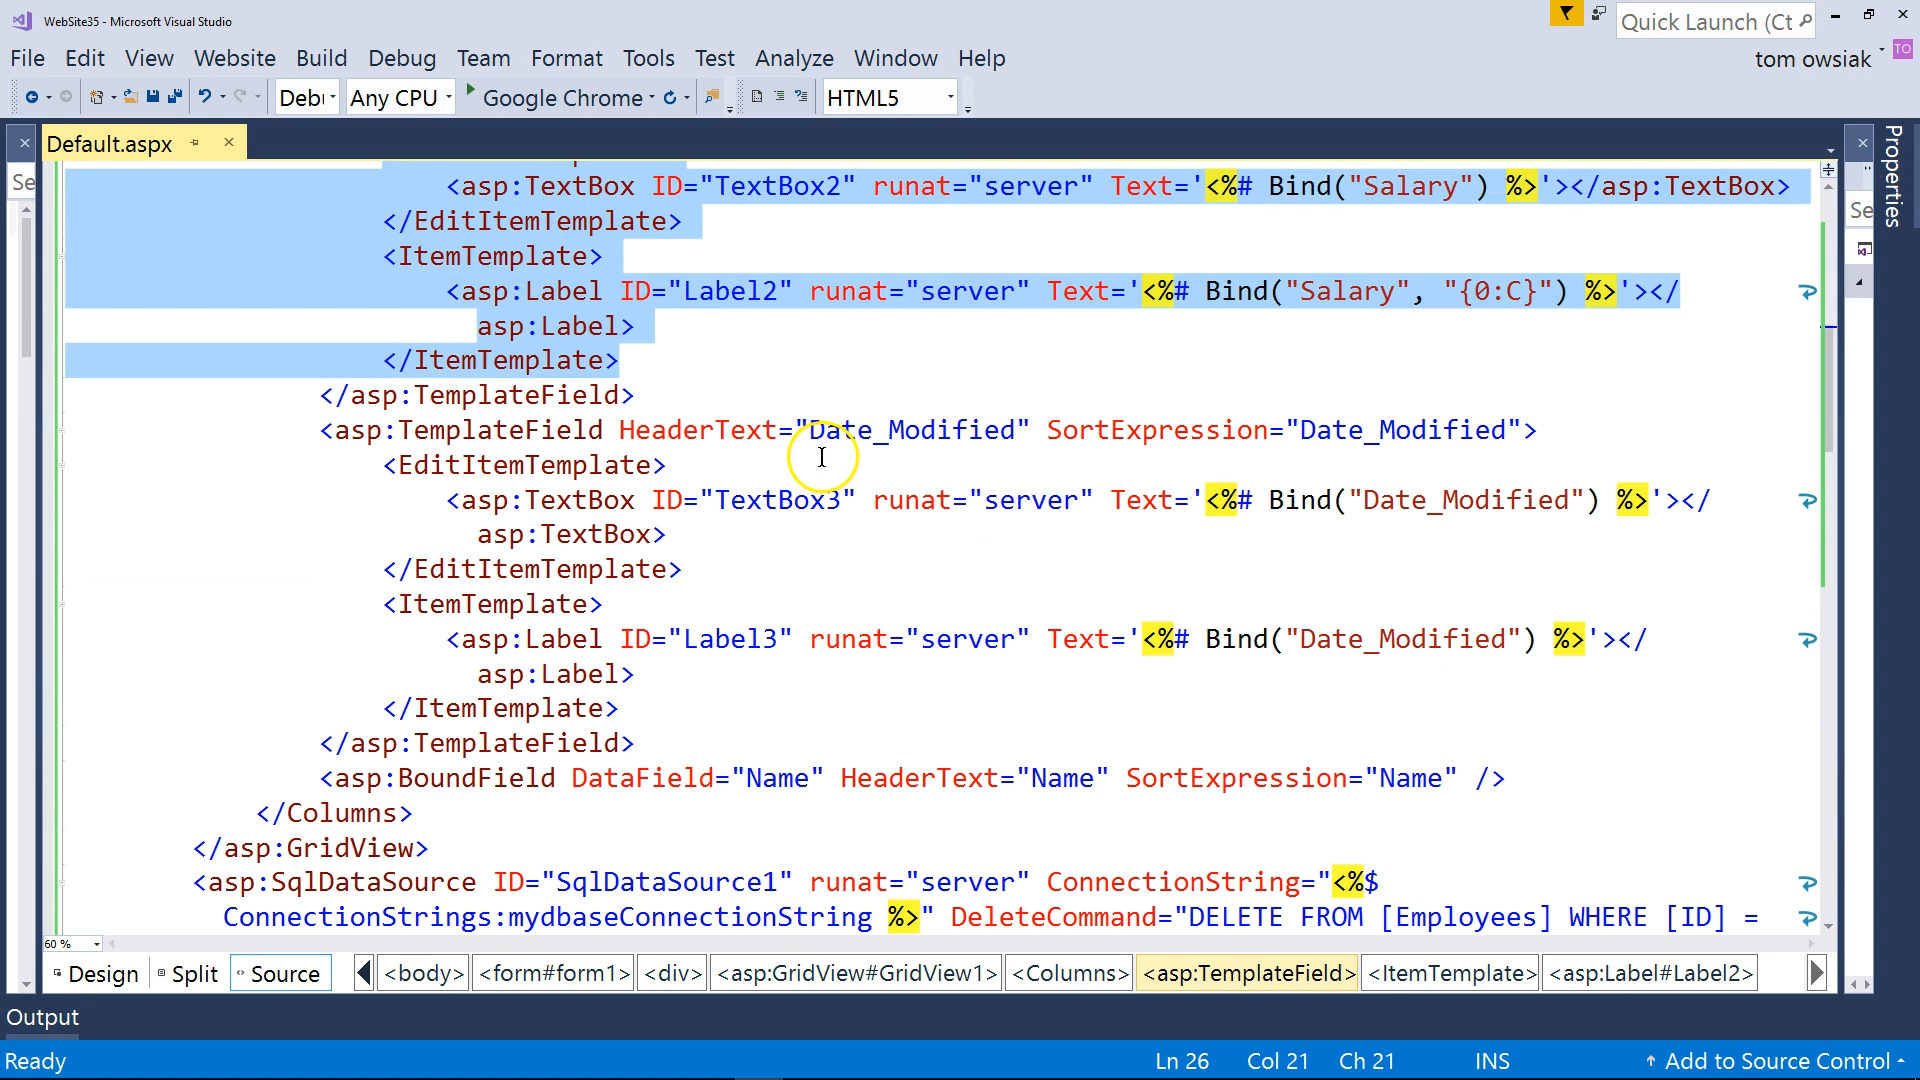 WebSite35 - Microsoft Visual Studio
Quick Launch (Ct
File Edit View Website Build Debug Team Format Tools Test Analyze Window Help
tom owsiak TO
Debu Any CPU Google Chrome HTML5
Default.aspx
Properties
Se
Se
<asp:TextBox ID="TextBox2" runat="server" Text='<%# Bind("Salary") %>'></asp:TextBox>
</EditItemTemplate>
<ItemTemplate>
<asp:Label ID="Label2" runat="server" Text='<%# Bind("Salary", "{0:C}") %>'></
asp:Label>
</ItemTemplate>
</asp:TemplateField>
<asp:TemplateField HeaderText="Date_Modified" SortExpression="Date_Modified">
<EditItemTemplate>
<asp:TextBox ID="TextBox3" runat="server" Text='<%# Bind("Date_Modified") %>'></
asp:TextBox>
</EditItemTemplate>
<ItemTemplate>
<asp:Label ID="Label3" runat="server" Text='<%# Bind("Date_Modified") %>'></
asp:Label>
</ItemTemplate>
</asp:TemplateField>
<asp:BoundField DataField="Name" HeaderText="Name" SortExpression="Name" />
</Columns>
</asp:GridView>
<asp:SqlDataSource ID="SqlDataSource1" runat="server" ConnectionString="<%$
ConnectionStrings:mydbaseConnectionString %>" DeleteCommand="DELETE FROM [Employees] WHERE [ID] =
60 %
Design Split Source <body> <form#form1> <div> <asp:GridView#GridView1> <Columns> <asp:TemplateField> <ItemTemplate> <asp:Label#Label2>
Output
Ready Ln 26 Col 21 Ch 21 INS Add to Source Control